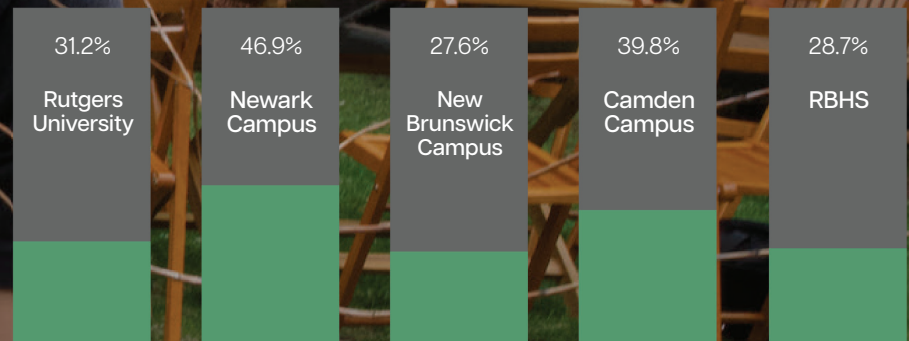 31.2%
Rutgers
University
46.9%
Newark
Campus
27.6%
New
Brunswick
Campus
39.8%
Camden
Campus
28.7%
RBHS